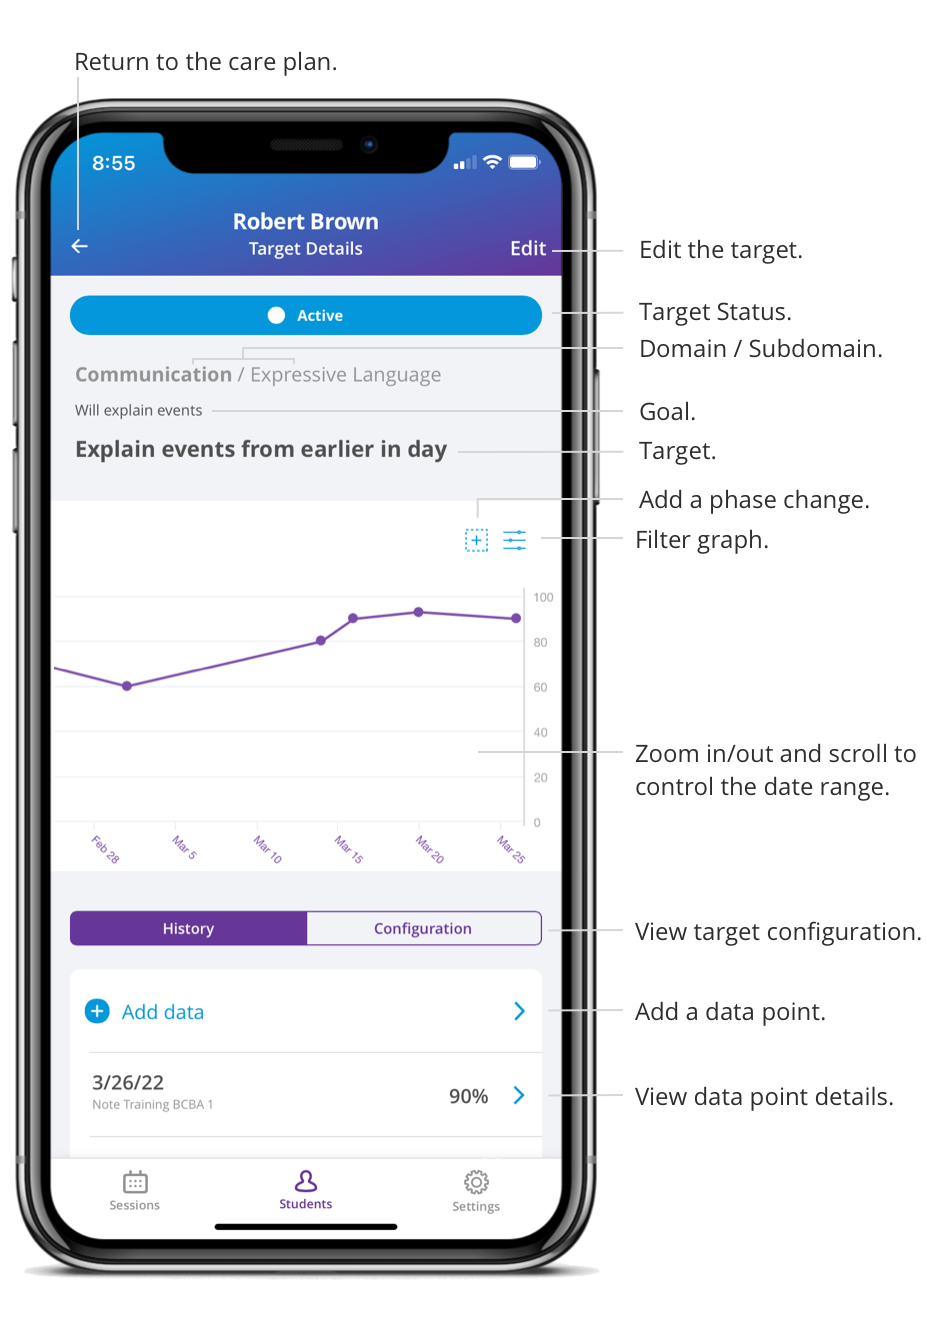 Return to the care plan.
8:55
Robert Brown
Target Details
Edit
Edit the target.
Active
Target Status.
Domain / Subdomain.
Communication / Expressive Language
Will explain events
Goal.
Explain events from earlier in day
Target.
Add a phase change.
Filter graph.
100
80
60
40
20
0
Feb 28
Mar 5
Mar 10
Mar 15
Mar 20
Mar 25
Zoom in/out and scroll to
control the date range.
History
Configuration
View target configuration.
Add data
Add a data point.
3/26/22
Note Training BCBA 1
90%
View data point details.
Sessions
Students
Settings